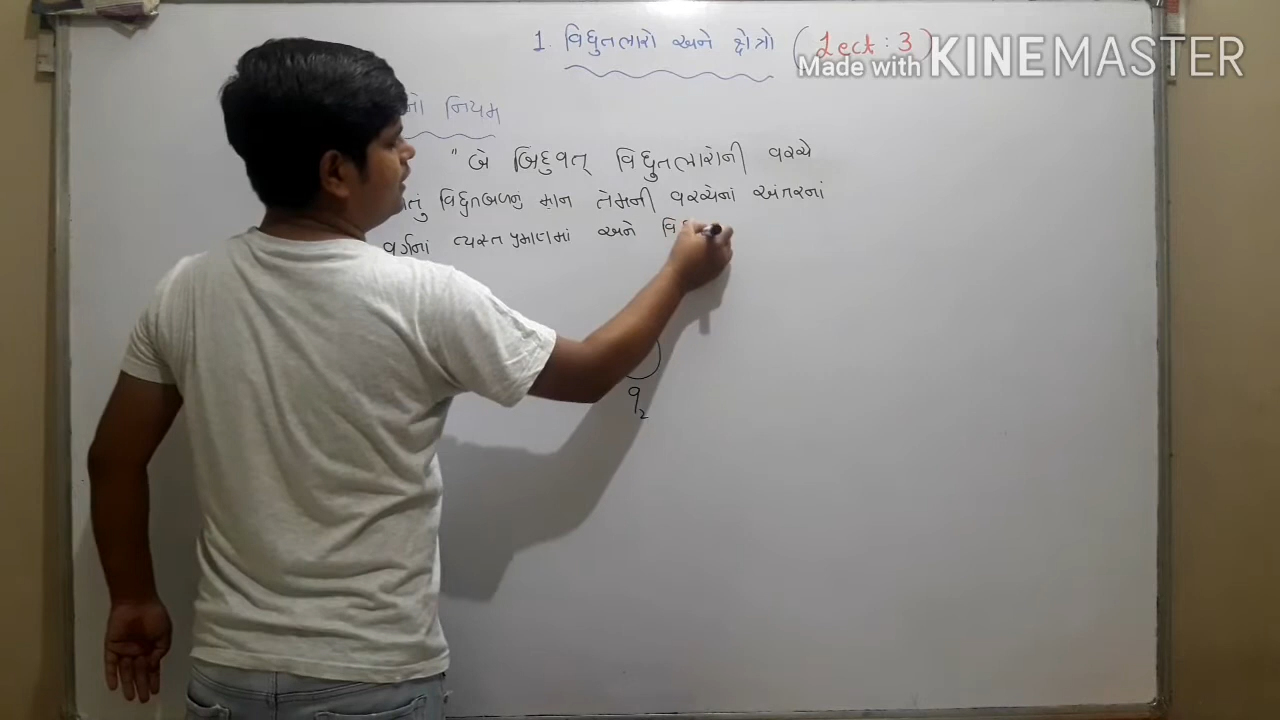 1. વિદ્યુતભારો અને ક્ષેત્રો (Lect : 3)
Made with KINEMASTER
નિયમ
" બે બિંદુવત્ વિદ્યુતભારોની વચ્ચે
વિદ્યુતબળનું માન તેમની વચ્ચેનાં અંતરનાં
વર્ગનાં વ્યસ્ત પ્રમાણમાં અને
q2